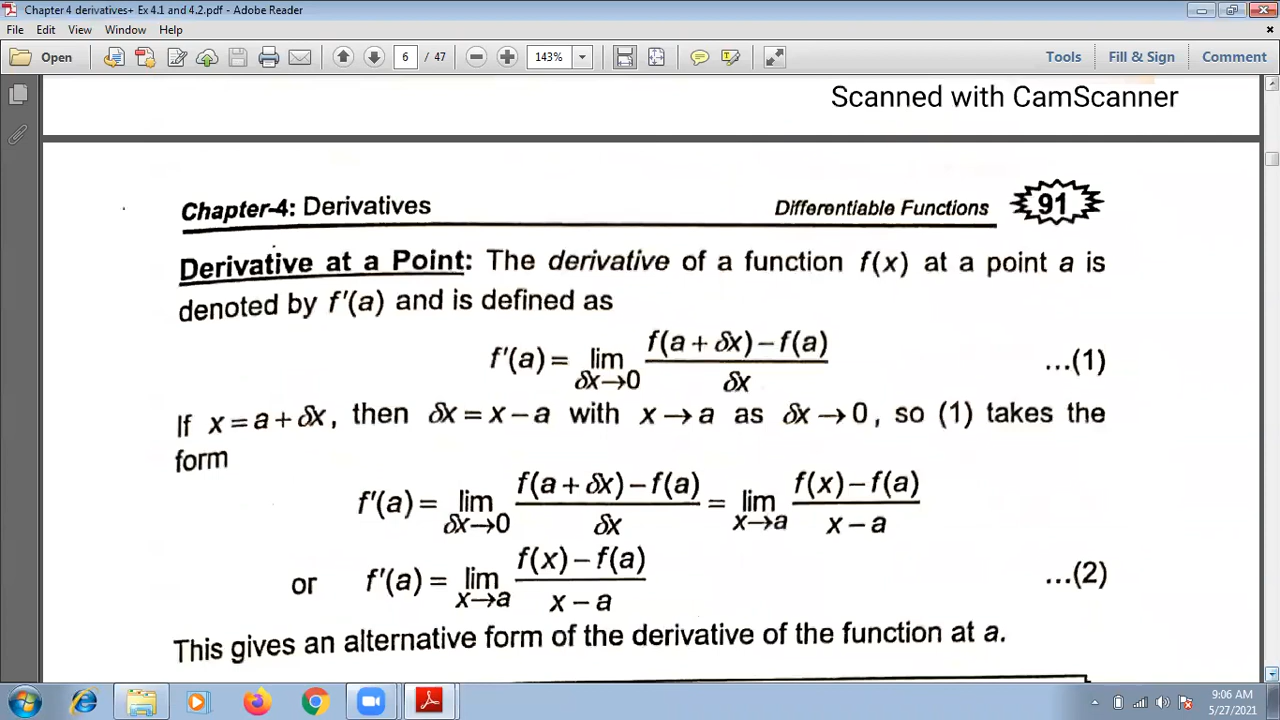 Chapter 4 derivatives+ Ex 4.1 and 4.2.pdf - Adobe Reader
File Edit View Window Help
Open 6 / 47 143% Tools Fill & Sign Comment
Scanned with CamScanner
Chapter-4: Derivatives Differentiable Functions 91
Derivative at a Point: The derivative of a function f(x) at a point a is
denoted by f'(a) and is defined as
f'(a) = lim δx→0 f(a + δx) – f(a) / δx ...(1)
If x = a + δx, then δx = x – a with x → a as δx → 0, so (1) takes the
form
f'(a) = lim δx→0 f(a + δx) – f(a) / δx = lim x→a f(x) – f(a) / x – a
or f'(a) = lim x→a f(x) – f(a) / x – a ...(2)
This gives an alternative form of the derivative of the function at a.
9:06 AM
5/27/2021